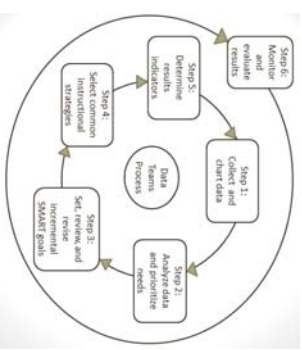 Step 1:
Collect and
chart data
Step 2:
Analyze data
and prioritize
needs
Step 3:
Set, review, and
revise
incremental
SMART goals
Step 4:
Select common
instructional
strategies
Step 5:
Determine
results
indicators
Step 6:
Monitor
and
evaluate
results
Data
Teams
Process